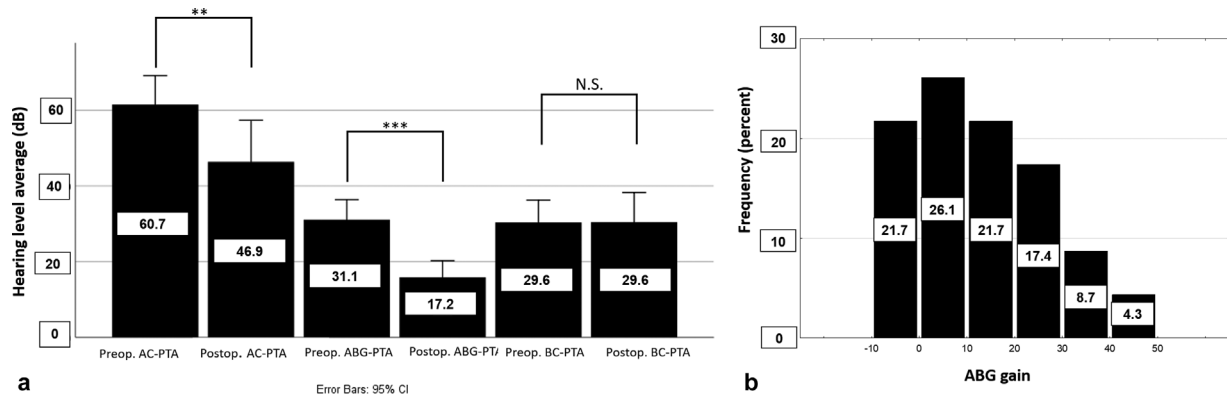 **
***
N.S.
Hearing level average (dB)
60
40
20
0
60.7
46.9
31.1
17.2
29.6
29.6
Preop. AC-PTA
Postop. AC-PTA
Preop. ABG-PTA
Postop. ABG-PTA
Preop. BC-PTA
Postop. BC-PTA
Error Bars: 95% CI
a
Frequency (percent)
30
20
10
0
21.7
26.1
21.7
17.4
8.7
4.3
-10
0
10
20
30
40
50
ABG gain
b